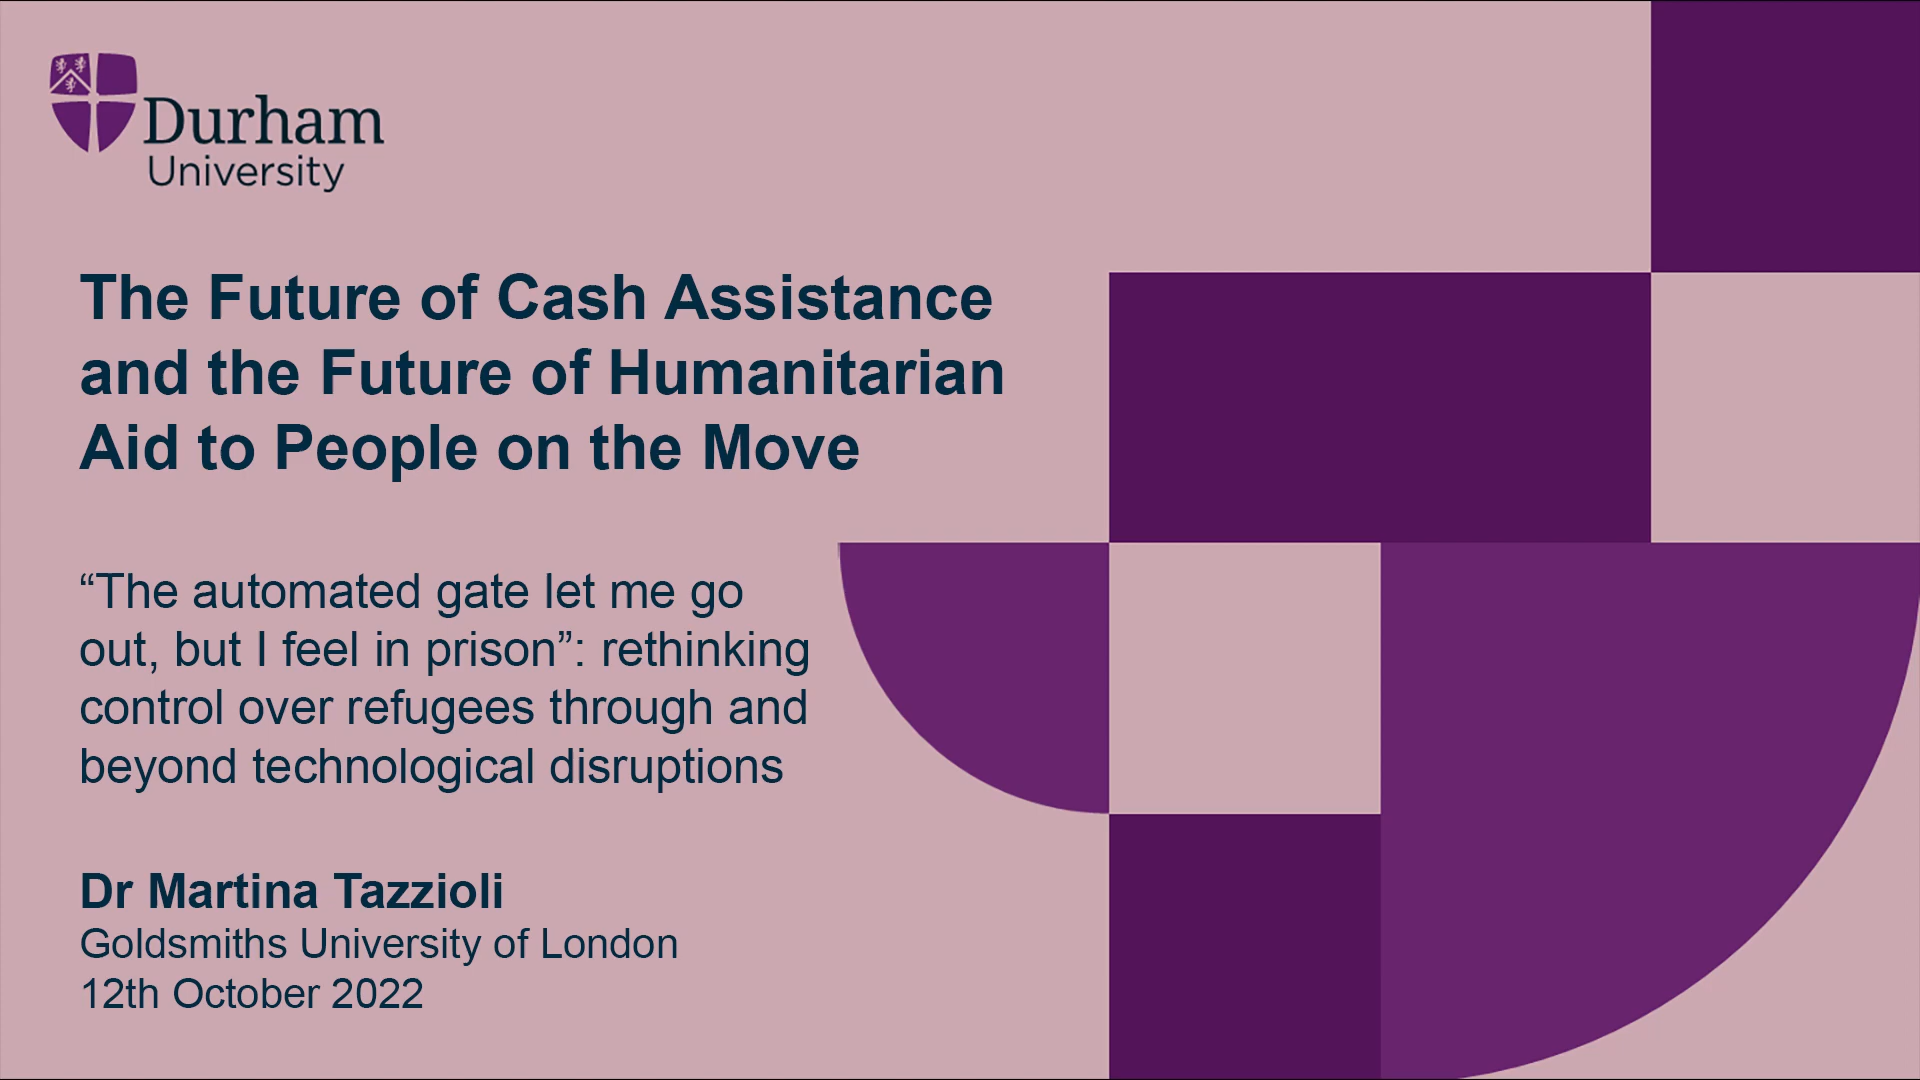 Durham
University
The Future of Cash Assistance
and the Future of Humanitarian
Aid to People on the Move
“The automated gate let me go
out, but I feel in prison”: rethinking
control over refugees through and
beyond technological disruptions
Dr Martina Tazzioli
Goldsmiths University of London
12th October 2022